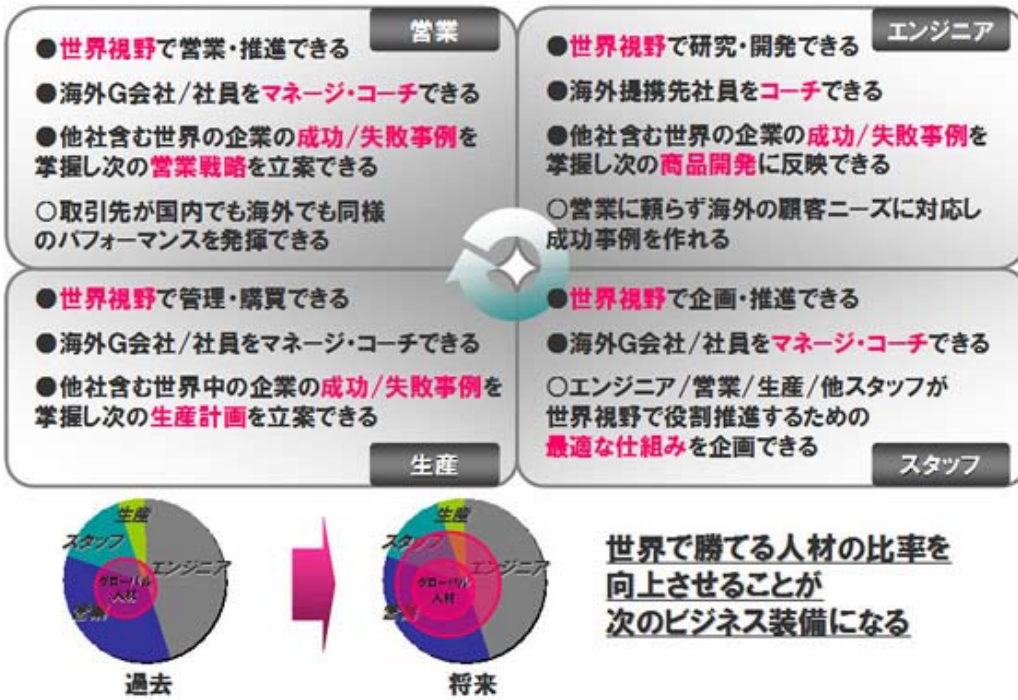 営業
●世界視野で営業・推進できる
●海外G会社/社員をマネージ・コーチできる
●他社含む世界の企業の成功/失敗事例を
掌握し次の営業戦略を立案できる
○取引先が国内でも海外でも同様
のパフォーマンスを発揮できる
エンジニア
●世界視野で研究・開発できる
●海外提携先社員をコーチできる
●他社含む世界の企業の成功/失敗事例を
掌握し次の商品開発に反映できる
○営業に頼らず海外の顧客ニーズに対応し
成功事例を作れる
●世界視野で管理・購買できる
●海外G会社/社員をマネージ・コーチできる
●他社含む世界中の企業の成功/失敗事例を
掌握し次の生産計画を立案できる
生産
●世界視野で企画・推進できる
●海外G会社/社員をマネージ・コーチできる
○エンジニア/営業/生産/他スタッフが
世界視野で役割推進するための
最適な仕組みを企画できる
スタッフ
生産
スタッフ
エンジニア
グローバル
人材
営業
過去
生産
スタッフ
エンジニア
グローバル
人材
営業
将来
世界で勝てる人材の比率を
向上させることが
次のビジネス装備になる